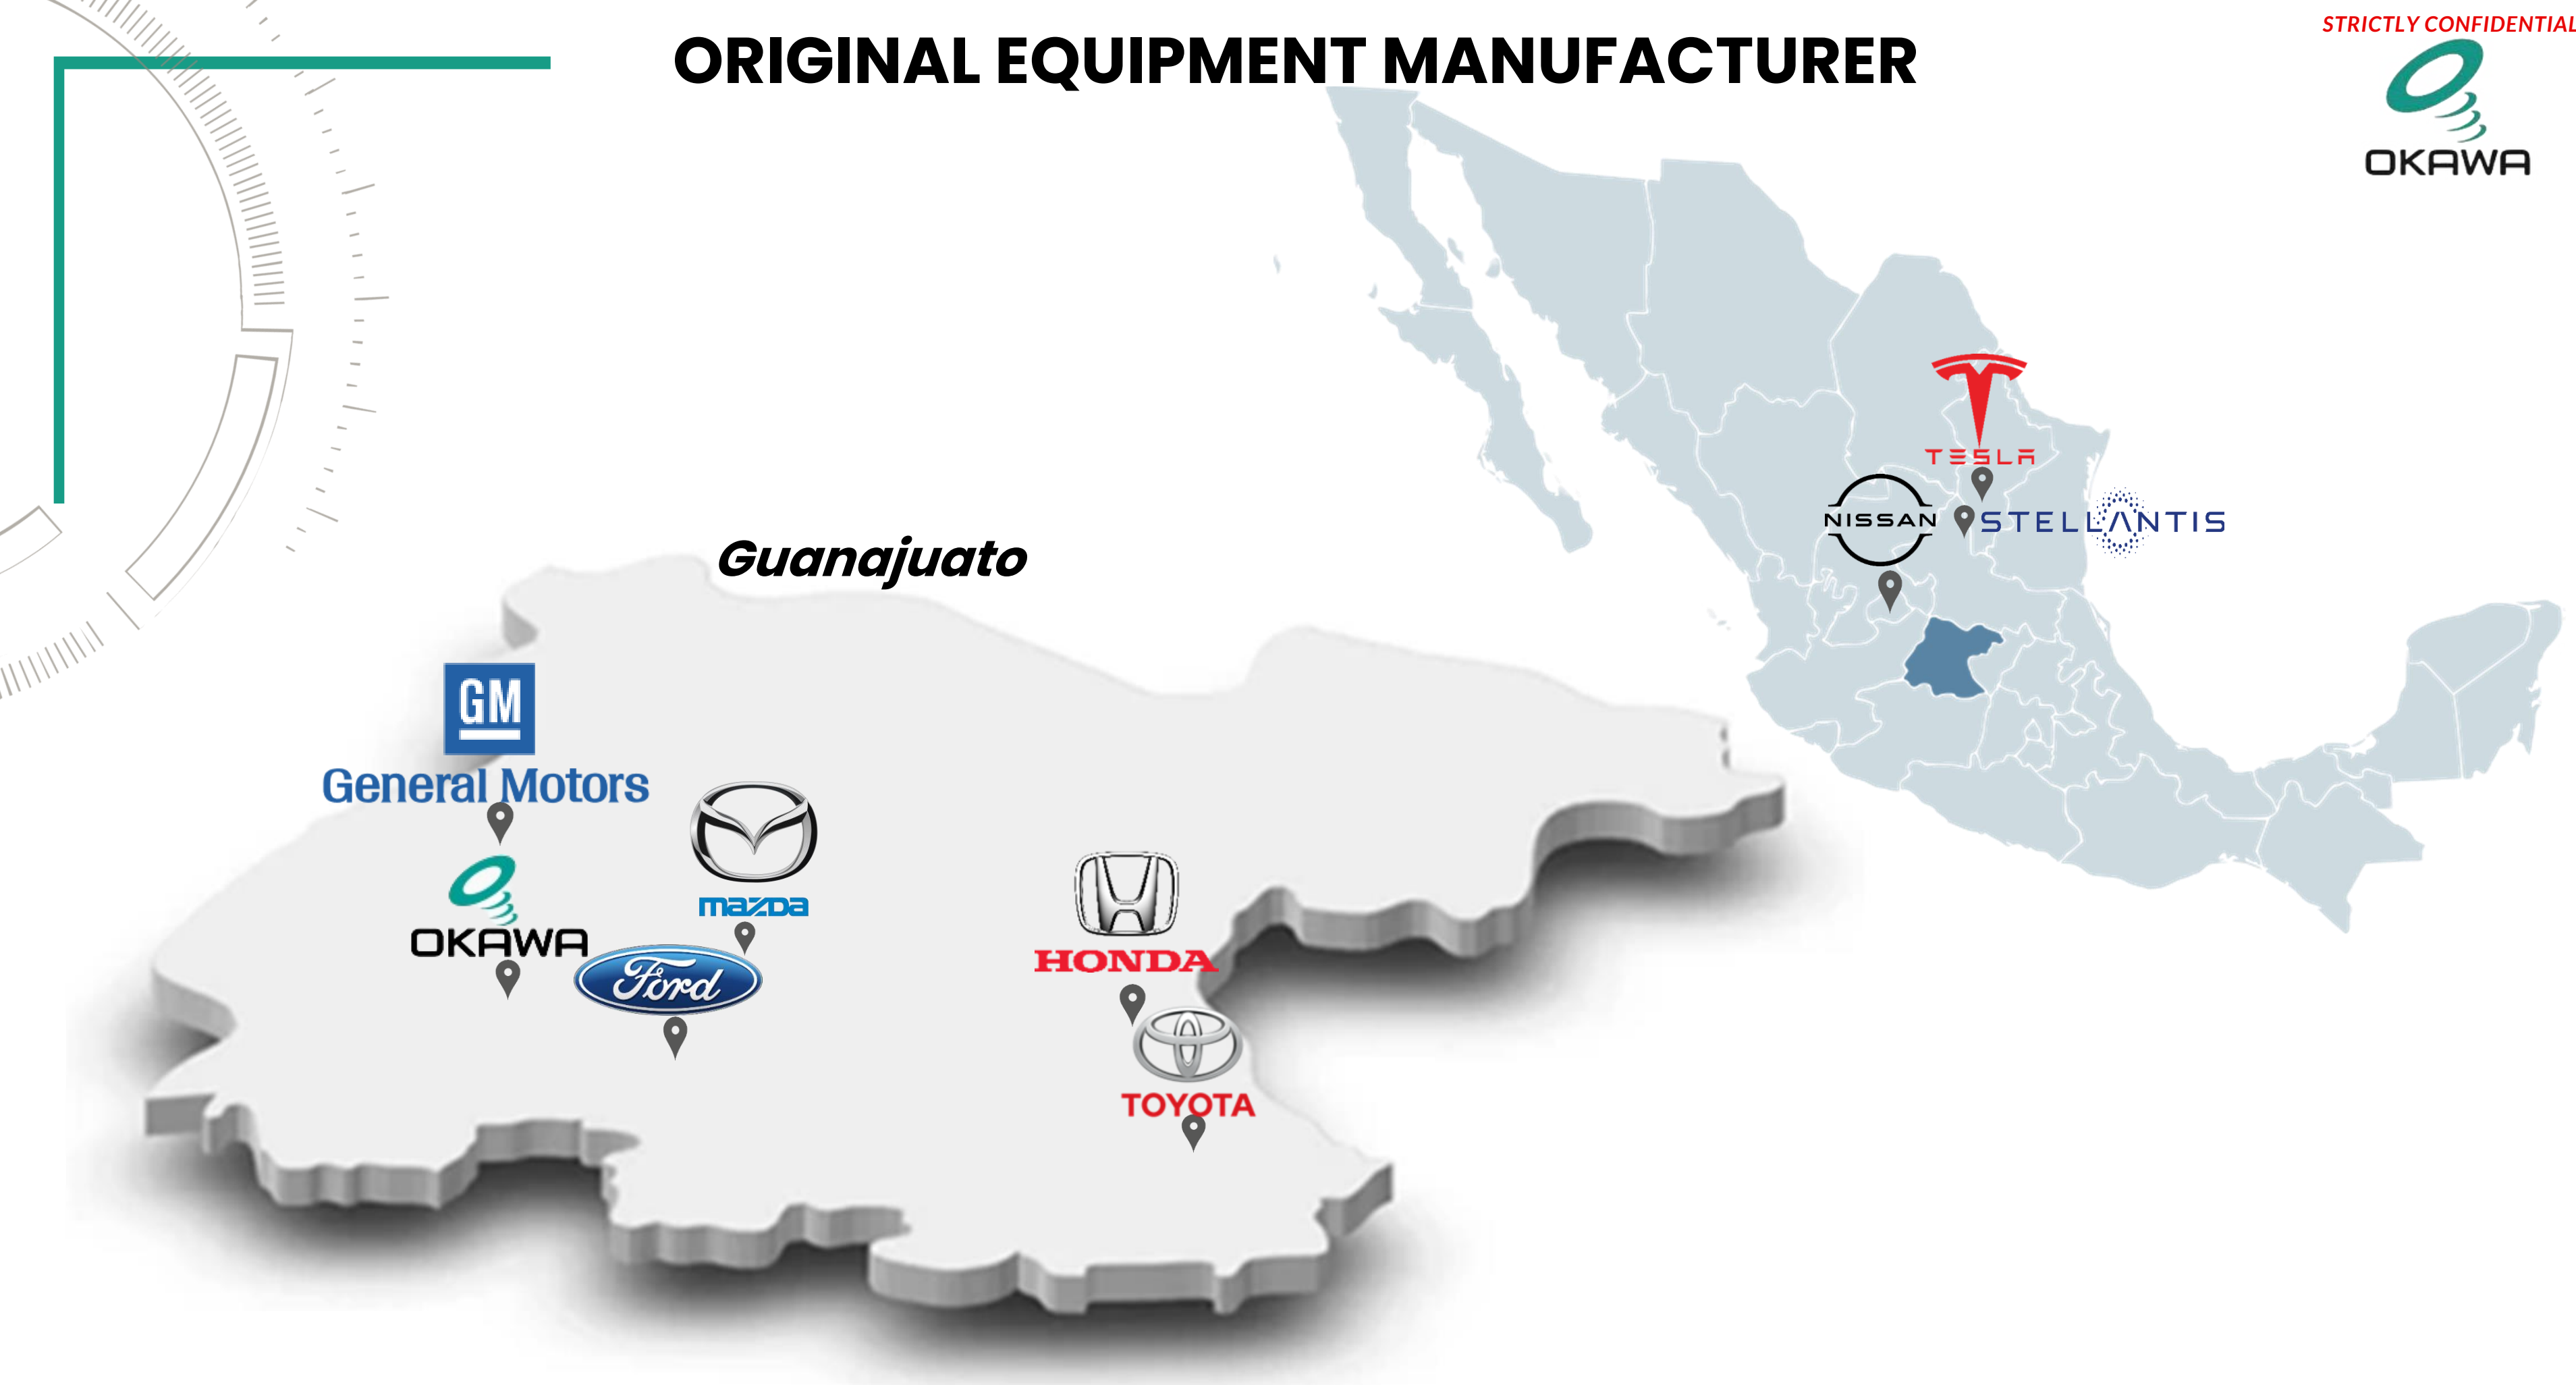 STRICTLY CONFIDENTIAL
ORIGINAL EQUIPMENT MANUFACTURER
OKAWA
TESLA
NISSAN
STELLANTIS
Guanajuato
GM
General Motors
mazda
OKAWA
Ford
HONDA
TOYOTA